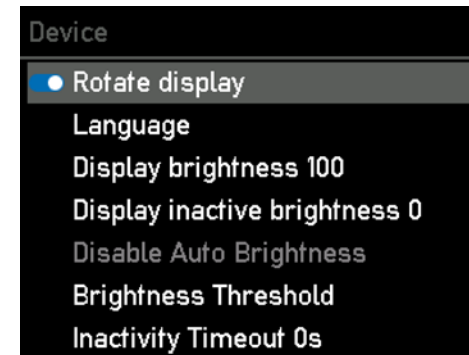 Device
Rotate display
Language
Display brightness 100
Display inactive brightness 0
Disable Auto Brightness
Brightness Threshold
Inactivity Timeout 0s